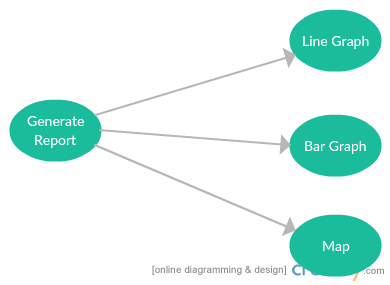 Line Graph
Generate
Report
Bar Graph
Map
[online diagramming & design]
.com